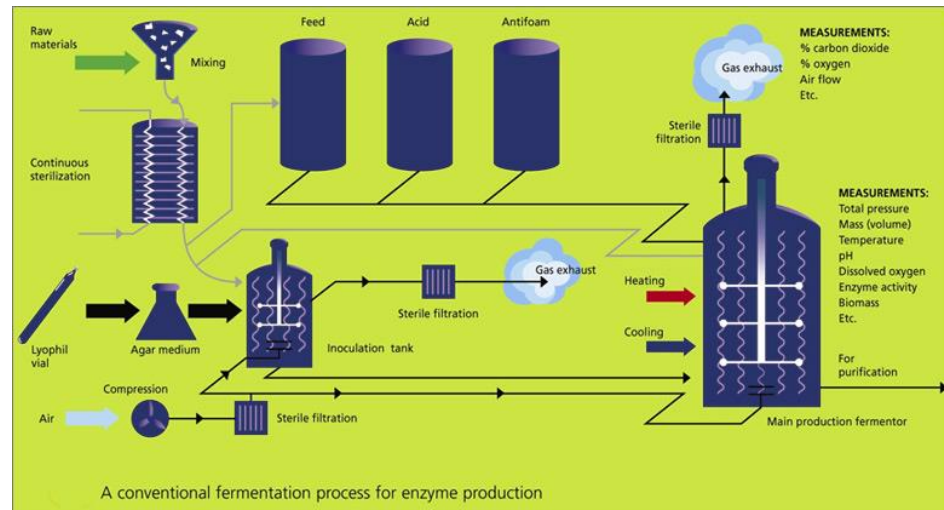 Raw
materials
Mixing
Feed
Acid
Antifoam
Gas exhaust
MEASUREMENTS:
% carbon dioxide
% oxygen
Air flow
Etc.
Sterile
filtration
Continuous
sterilization
MEASUREMENTS:
Total pressure
Mass (volume)
Temperature
pH
Dissolved oxygen
Enzyme activity
Biomass
Etc.
Gas exhaust
Heating
Sterile filtration
Cooling
Lyophil
vial
Agar medium
Inoculation tank
For
purification
Compression
Air
Sterile filtration
Main production fermentor
A conventional fermentation process for enzyme production